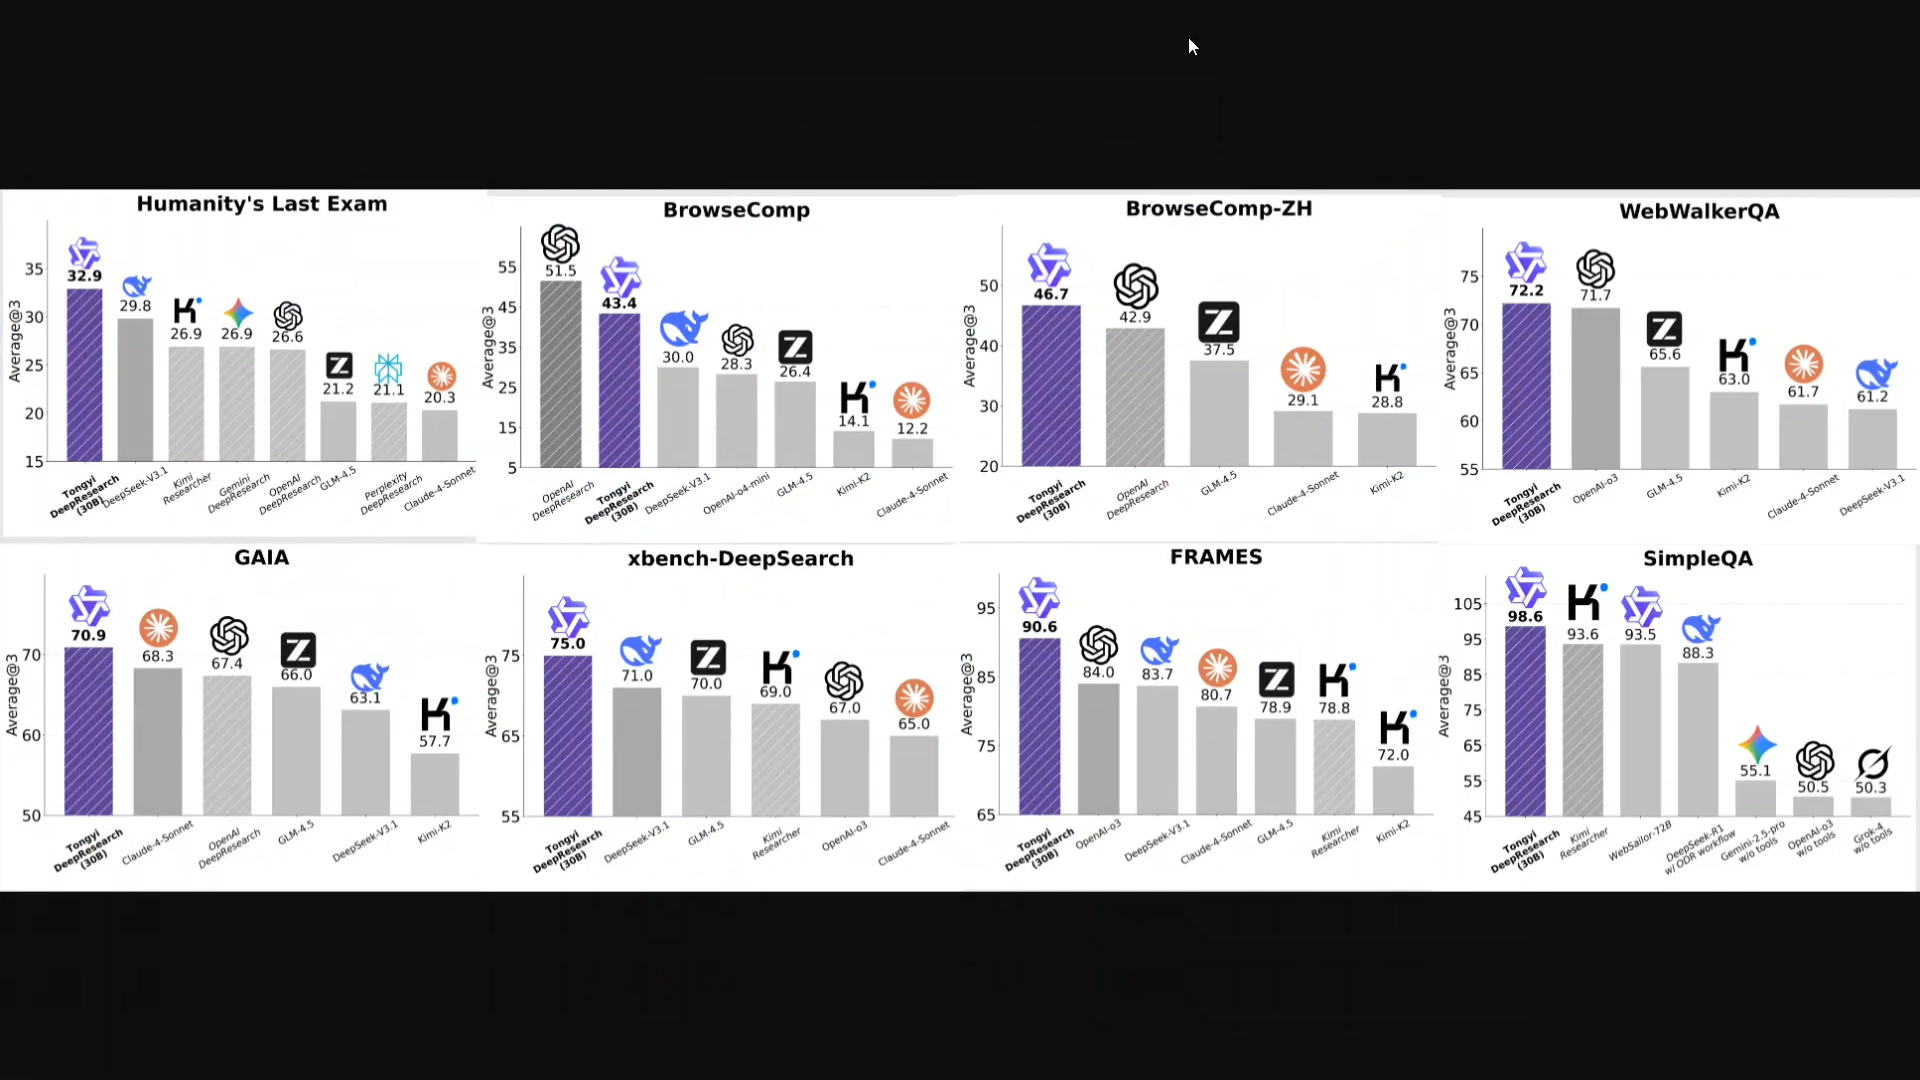 Humanity's Last Exam
Average@3
35
30
25
20
15
32.9
29.8
26.9
26.9
26.6
21.2
21.1
20.3
Tongyi
DeepResearch
(30B)
DeepSeek-V3.1
Kimi
Researcher
Gemini
DeepResearch
OpenAI
DeepResearch
GLM-4.5
Perplexity
DeepResearch
Claude-4-Sonnet
BrowseComp
Average@3
55
45
35
25
15
5
51.5
43.4
30.0
28.3
26.4
14.1
12.2
OpenAI
DeepResearch
Tongyi
DeepResearch
(30B)
DeepSeek-V3.1
OpenAI-o4-mini
GLM-4.5
Kimi-K2
Claude-4-Sonnet
BrowseComp-ZH
Average@3
50
40
30
20
46.7
42.9
37.5
29.1
28.8
Tongyi
DeepResearch
(30B)
OpenAI
DeepResearch
GLM-4.5
Claude-4-Sonnet
Kimi-K2
WebWalkerQA
Average@3
75
70
65
60
55
72.2
71.7
65.6
63.0
61.7
61.2
Tongyi
DeepResearch
(30B)
OpenAI-o3
GLM-4.5
Kimi-K2
Claude-4-Sonnet
DeepSeek-V3.1
GAIA
Average@3
70
60
50
70.9
68.3
67.4
66.0
63.1
57.7
Tongyi
DeepResearch
(30B)
Claude-4-Sonnet
OpenAI
DeepResearch
GLM-4.5
DeepSeek-V3.1
Kimi-K2
xbench-DeepSearch
Average@3
75
65
55
75.0
71.0
70.0
69.0
67.0
65.0
Tongyi
DeepResearch
(30B)
DeepSeek-V3.1
GLM-4.5
Kimi
Researcher
OpenAI-o3
Claude-4-Sonnet
FRAMES
Average@3
95
85
75
65
90.6
84.0
83.7
80.7
78.9
78.8
72.0
Tongyi
DeepResearch
(30B)
OpenAI-o3
DeepSeek-V3.1
Claude-4-Sonnet
GLM-4.5
Kimi
Researcher
Kimi-K2
SimpleQA
Average@3
105
95
85
75
65
55
45
98.6
93.6
93.5
88.3
55.1
50.5
50.3
Tongyi
DeepResearch
(30B)
Kimi
Researcher
WebSailor-72B
DeepSeek-R1
w/ ODR workflow
Gemini-2.5-pro
w/o tools
OpenAI-o3
w/o tools
Grok-4
w/o tools